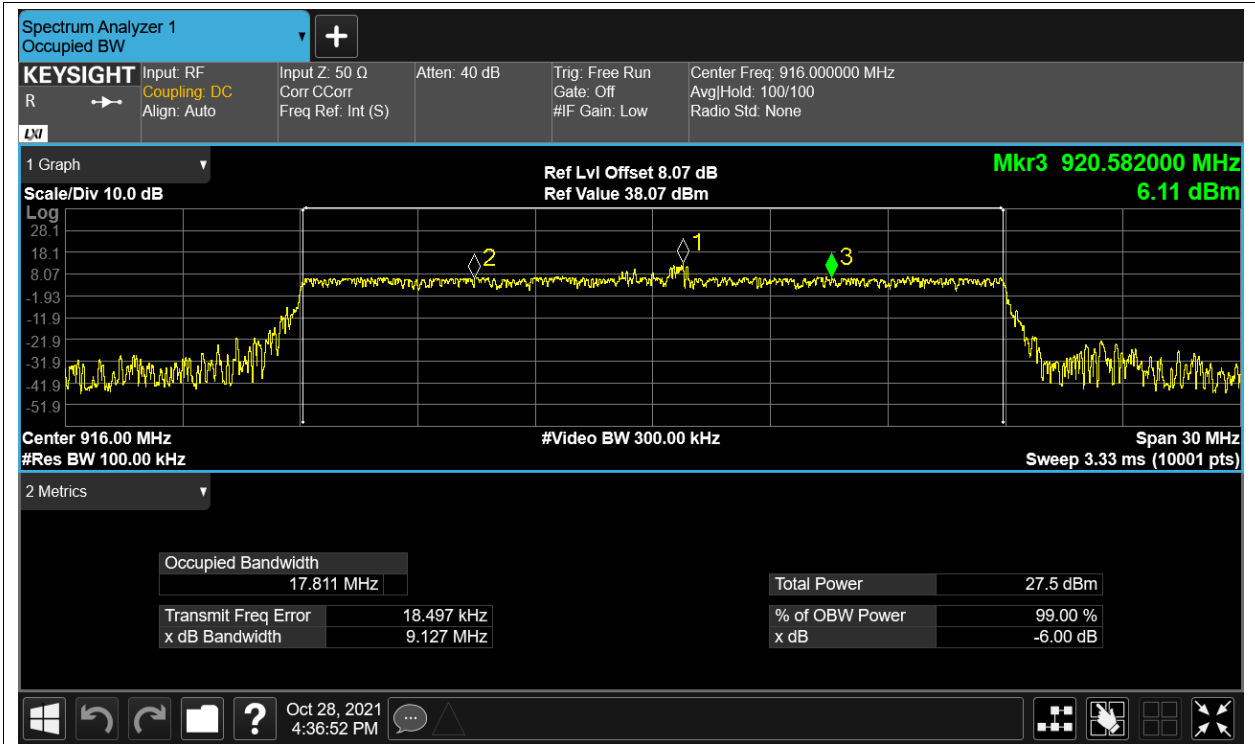 Spectrum Analyzer 1
Occupied BW
KEYSIGHT
R
LXI
Input: RF
Coupling: DC
Align: Auto
Input Z: 50 Ω
Corr CCorr
Freq Ref: Int (S)
Atten: 40 dB
Trig: Free Run
Gate: Off
#IF Gain: Low
Center Freq: 916.000000 MHz
Avg|Hold: 100/100
Radio Std: None
1 Graph
Scale/Div 10.0 dB
Ref Lvl Offset 8.07 dB
Ref Value 38.07 dBm
Mkr3 920.582000 MHz
6.11 dBm
Log
28.1
18.1
8.07
-1.93
-11.9
-21.9
-31.9
-41.9
-51.9
2
1
3
Center 916.00 MHz
#Res BW 100.00 kHz
#Video BW 300.00 kHz
Span 30 MHz
Sweep 3.33 ms (10001 pts)
2 Metrics
Occupied Bandwidth
17.811 MHz
Transmit Freq Error 18.497 kHz
x dB Bandwidth 9.127 MHz
Total Power 27.5 dBm
% of OBW Power 99.00 %
x dB -6.00 dB
?
Oct 28, 2021
4:36:52 PM